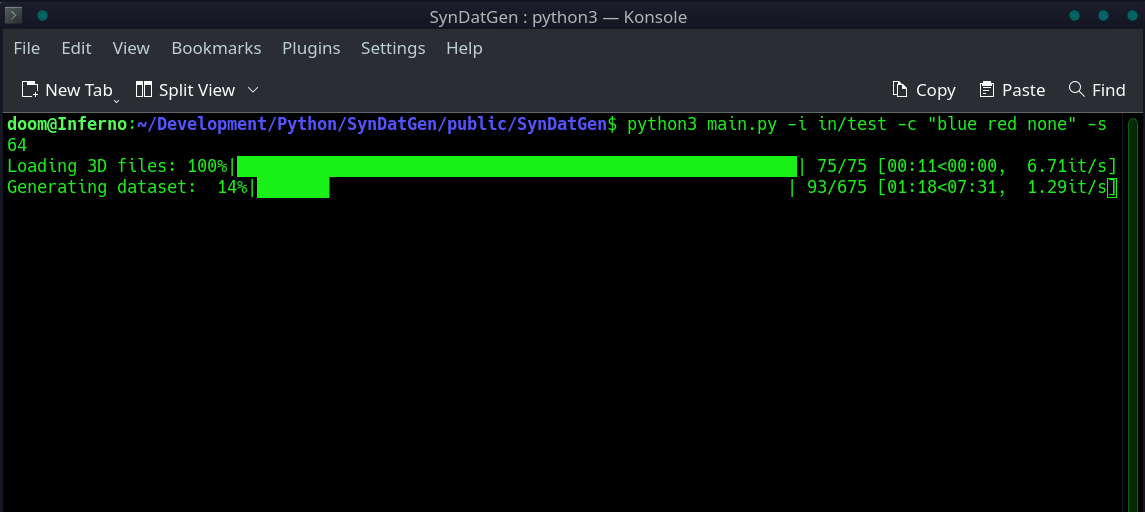 SynDatGen : python3 — Konsole
File Edit View Bookmarks Plugins Settings Help
New Tab Split View Copy Paste Find
doom@Inferno:~/Development/Python/SynDatGen/public/SynDatGen$ python3 main.py -i in/test -c "blue red none" -s
64
Loading 3D files: 100%| | 75/75 [00:11<00:00,  6.71it/s]
Generating dataset:  14%| | 93/675 [01:18<07:31,  1.29it/s]